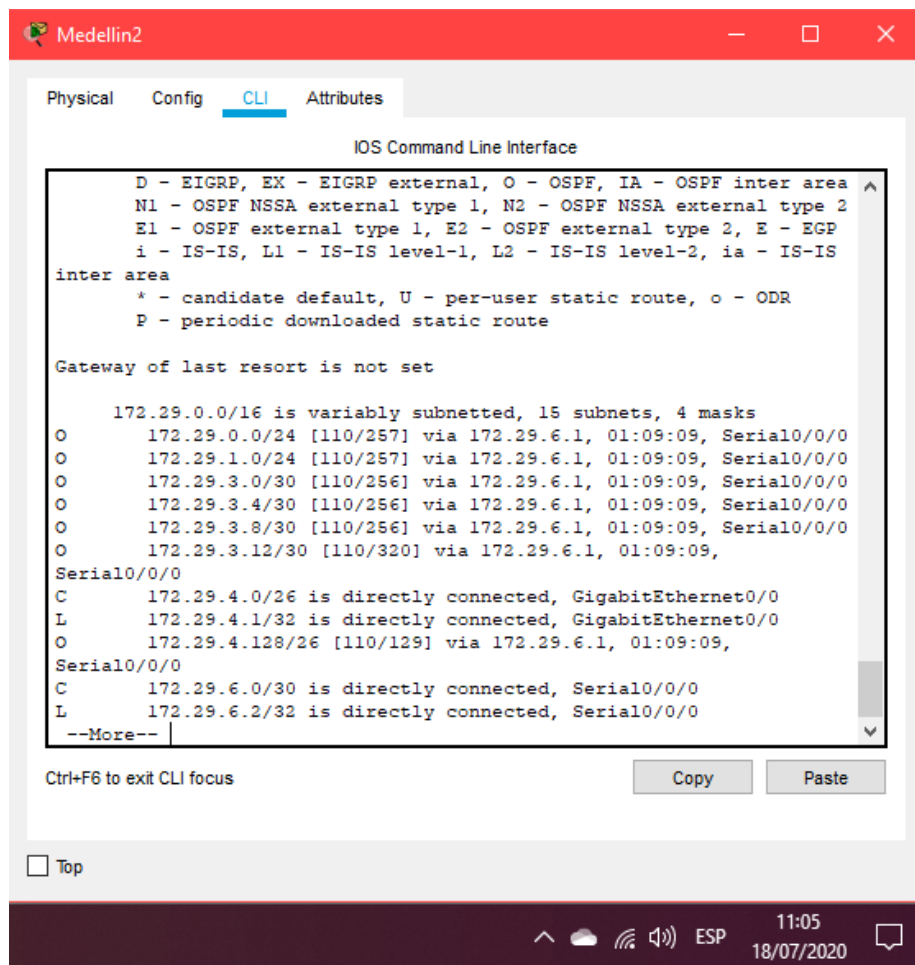 Medellin2
Physical Config CLI Attributes
IOS Command Line Interface
D - EIGRP, EX - EIGRP external, O - OSPF, IA - OSPF inter area
N1 - OSPF NSSA external type 1, N2 - OSPF NSSA external type 2
E1 - OSPF external type 1, E2 - OSPF external type 2, E - EGP
i - IS-IS, L1 - IS-IS level-1, L2 - IS-IS level-2, ia - IS-IS
inter area
* - candidate default, U - per-user static route, o - ODR
P - periodic downloaded static route
Gateway of last resort is not set
172.29.0.0/16 is variably subnetted, 15 subnets, 4 masks
O 172.29.0.0/24 [110/257] via 172.29.6.1, 01:09:09, Serial0/0/0
O 172.29.1.0/24 [110/257] via 172.29.6.1, 01:09:09, Serial0/0/0
O 172.29.3.0/30 [110/256] via 172.29.6.1, 01:09:09, Serial0/0/0
O 172.29.3.4/30 [110/256] via 172.29.6.1, 01:09:09, Serial0/0/0
O 172.29.3.8/30 [110/256] via 172.29.6.1, 01:09:09, Serial0/0/0
O 172.29.3.12/30 [110/320] via 172.29.6.1, 01:09:09,
Serial0/0/0
C 172.29.4.0/26 is directly connected, GigabitEthernet0/0
L 172.29.4.1/32 is directly connected, GigabitEthernet0/0
O 172.29.4.128/26 [110/129] via 172.29.6.1, 01:09:09,
Serial0/0/0
C 172.29.6.0/30 is directly connected, Serial0/0/0
L 172.29.6.2/32 is directly connected, Serial0/0/0
--More--
Ctrl+F6 to exit CLI focus Copy Paste
Top
ESP 11:05
18/07/2020